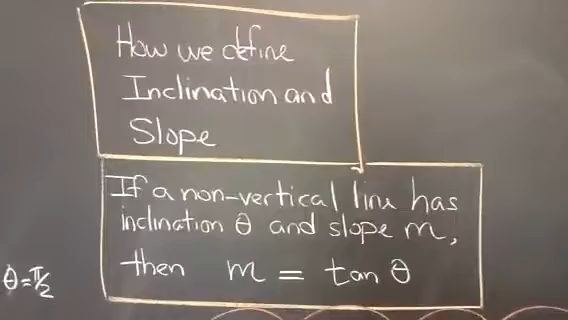 How we define
Inclination and
Slope
If a non-vertical line has
inclination θ and slope m,
then m = tan θ
θ=π/2